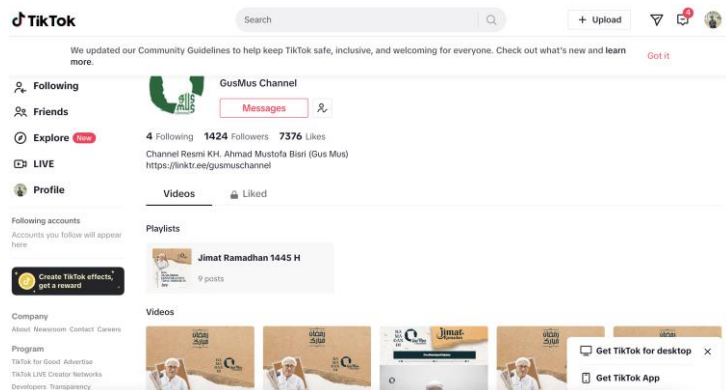 TikTok
Search
+ Upload
4
We updated our Community Guidelines to help keep TikTok safe, inclusive, and welcoming for everyone. Check out what's new and learn
more.
Got it
Following
Friends
Explore New
LIVE
Profile
Following accounts
Accounts you follow will appear
here
Create TikTok effects,
get a reward
Company
About Newsroom Contact Careers
Program
TikTok for Good Advertise
TikTok LIVE Creator Networks
Developers Transparency
GusMus Channel
Messages
4 Following 1424 Followers 7376 Likes
Channel Resmi KH. Ahmad Mustofa Bisri (Gus Mus)
https://linktr.ee/gusmuschannel
Videos
Liked
Playlists
Jimat Ramadhan 1445 H
9 posts
Videos
Jimat
Get TikTok for desktop
Get TikTok App